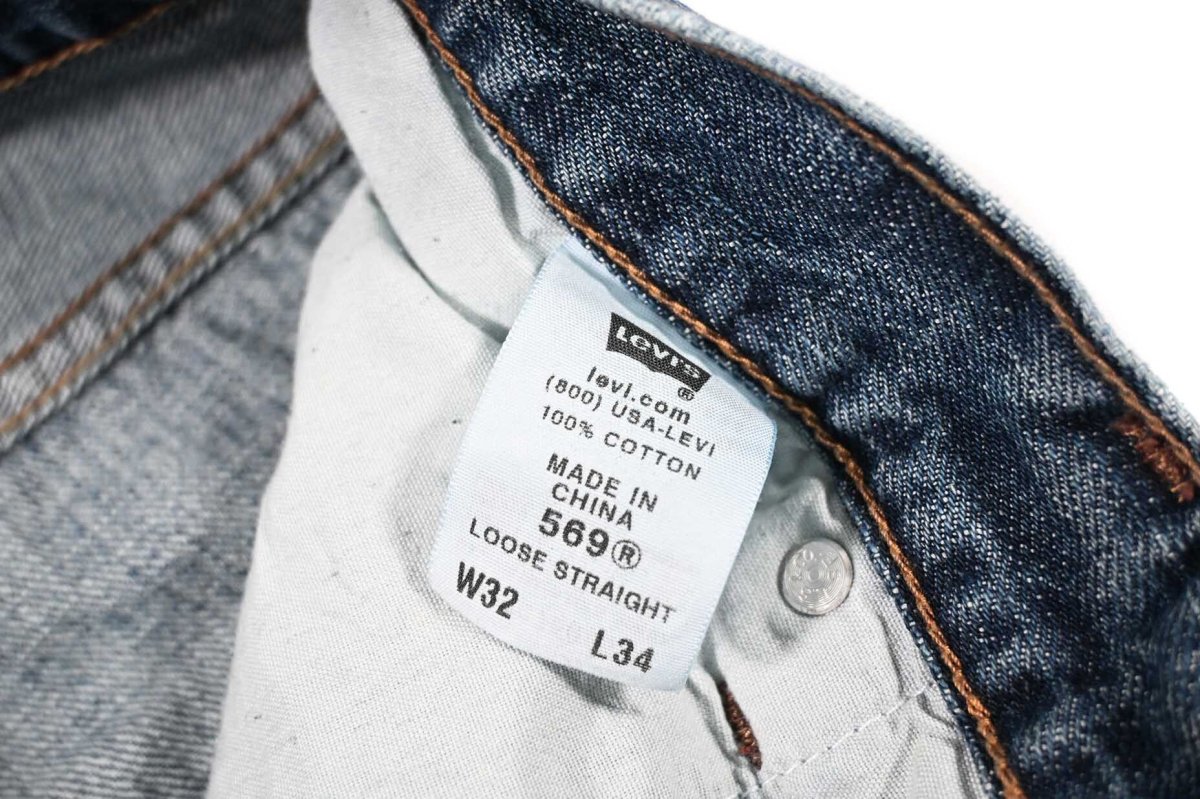 Levi's®
levi.com
(800) USA-LEVI
100% COTTON
MADE IN
CHINA
569®
LOOSE STRAIGHT
W32 L34